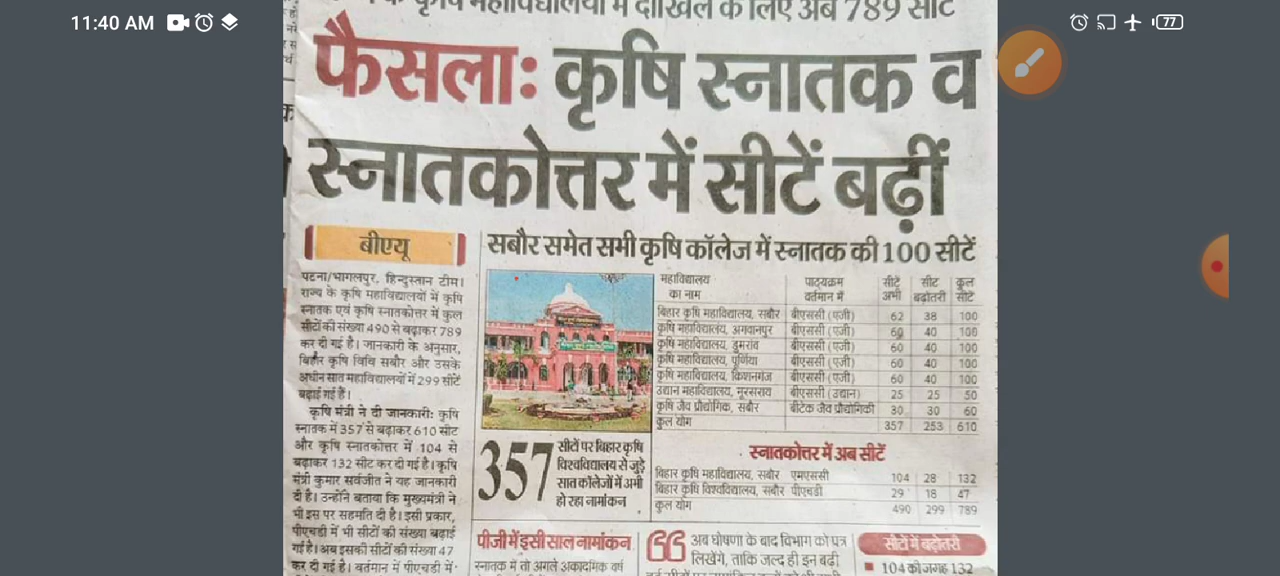 11:40 AM
77
के कृषि महाविद्यालयों में दाखिले के लिए अब 789 सीटें
फैसला: कृषि स्नातक व
स्नातकोत्तर में सीटें बढ़ीं
बीएयू
पटना/भागलपुर, हिन्दुस्तान टीम।
राज्य के कृषि महाविद्यालयों में कृषि
स्नातक एवं कृषि स्नातकोत्तर में कुल
सीटों की संख्या 490 से बढ़ाकर 789
कर दी गई है। जानकारी के अनुसार,
बिहार कृषि विवि सबौर और उसके
अधीन सात महाविद्यालयों में 299 सीटें
बढ़ाई गई हैं।
कृषि मंत्री ने दी जानकारी: कृषि
स्नातक में 357 से बढ़ाकर 610 सीट
और कृषि स्नातकोत्तर में 104 से
बढ़ाकर 132 सीट कर दी गई है। कृषि
मंत्री कुमार सर्वजीत ने यह जानकारी
दी है। उन्होंने बताया कि मुख्यमंत्री ने
भी इस पर सहमति दी है। इसी प्रकार,
पीएचडी में भी सीटों की संख्या बढ़ाई
गई है। अब इसकी सीटों की संख्या 47
कर दी गई है। वर्तमान में पीएचडी में
सबौर समेत सभी कृषि कॉलेज में स्नातक की 100 सीटें
महाविद्यालय का नाम पाठ्यक्रम वर्तमान में सीटें अभी सीट बढ़ोतरी कुल सीटें
बिहार कृषि महाविद्यालय, सबौर बीएससी (एजी) 62 38 100
कृषि महाविद्यालय, अगवानपुर बीएससी (एजी) 60 40 100
कृषि महाविद्यालय, डुमरांव बीएससी (एजी) 60 40 100
कृषि महाविद्यालय, पूर्णिया बीएससी (एजी) 60 40 100
कृषि महाविद्यालय, किशनगंज बीएससी (एजी) 60 40 100
उद्यान महाविद्यालय, नूरसराय बीएससी (उद्यान) 25 25 50
कृषि जैव प्रौद्योगिक, सबौर बीटेक जैव प्रौद्योगिकी 30 30 60
कुल योग 357 253 610
स्नातकोत्तर में अब सीटें
बिहार कृषि महाविद्यालय, सबौर एमएससी 104 28 132
बिहार कृषि विश्वविद्यालय, सबौर पीएचडी 29 18 47
कुल योग 490 299 789
357
सीटों पर बिहार कृषि
विश्वविद्यालय से जुड़े
सात कॉलेजों में अभी
हो रहा नामांकन
पीजी में इसी साल नामांकन
स्नातक में तो अगले अकादमिक वर्ष
अब घोषणा के बाद विभाग को पत्र
लिखेंगे, ताकि जल्द ही इन बढ़ी
सीटों में बढ़ोतरी
104 की जगह 132